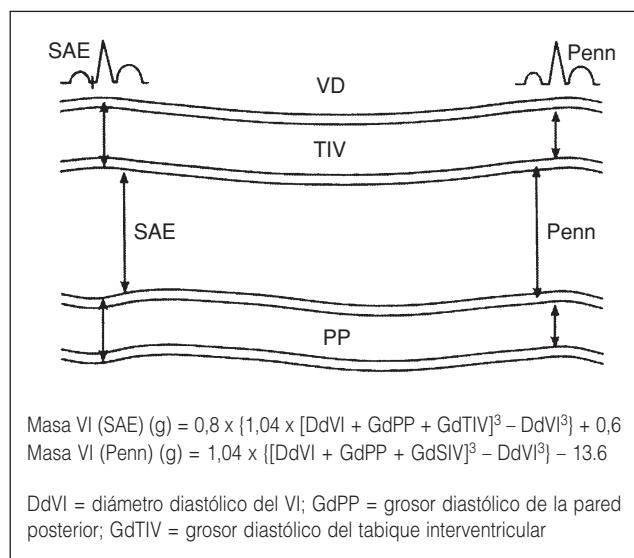 SAE
Penn
VD
TIV
SAE
Penn
PP
Masa VI (SAE) (g) = 0,8 x {1,04 x [DdVI + GdPP + GdTIV]³ – DdVI³} + 0,6
Masa VI (Penn) (g) = 1,04 x {[DdVI + GdPP + GdSIV]³ – DdVI³} – 13.6
DdVI = diámetro diastólico del VI; GdPP = grosor diastólico de la pared
posterior; GdTIV = grosor diastólico del tabique interventricular